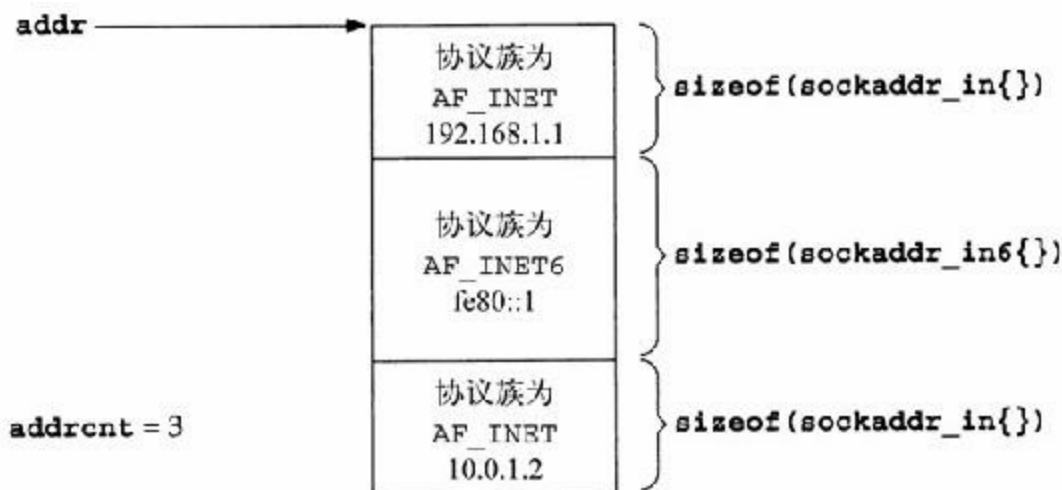 addr
协议族为
AF_INET
192.168.1.1
sizeof(sockaddr_in{})
协议族为
AF_INET6
fe80::1
sizeof(sockaddr_in6{})
协议族为
AF_INET
10.0.1.2
sizeof(sockaddr_in{})
addrcnt = 3